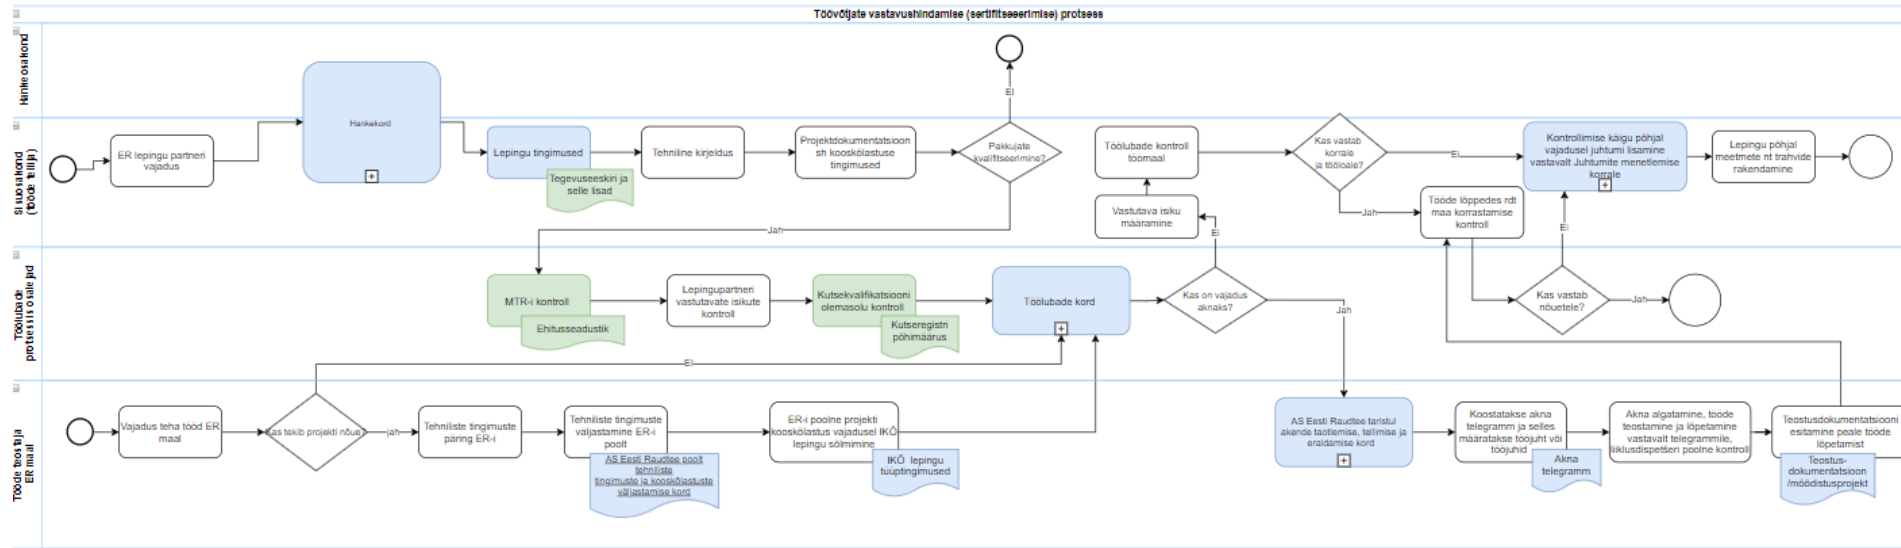 Töövõtjate vastavushindamise (sertifitseerimise) protsess
Hankeosakond
EI
Sisuosakond
(tööde tellija)
ER lepingu partneri
vajadus
Hankekord
Lepingu tingimused
Tegevuseeskiri ja
selle lisad
Tehniline kirjeldus
Projektdokumentatsioon
sh kooskõlastuse
tingimused
Pakkujate
kvalifitseerimine?
Jah
Töölubade kontroll
töömaal
Vastutava isiku
määramine
Ei
Kas vastab
korrale
ja tööloale?
Ei
Jah
Kontrollimise käigu põhjal
vajadusel juhtumi lisamine
vastavalt Juhtumite menetlemise
korrale
Lepingu põhjal
meetmete nt trahvide
rakendamine
Tööde lõppedes rdt
maa korrastamise
kontroll
Ei
Töölubade
protsessis osalejad
MTR-i kontroll
Ehitusseadustik
Lepingupartneri
vastutavate isikute
kontroll
Kutsekvalifikatsiooni
olemasolu kontroll
Kutseregistri
põhimäärus
Töölubade kord
Kas on vajadus
aknaks?
Jah
Kas vastab
nõuetele?
Jah
EI
Tööde teostaja
ER maal
Vajadus teha tööd ER
maal
Kas tekib projekti nõue?
jah
Tehniliste tingimuste
päring ER-i
Tehniliste tingimuste
väljastamine ER-i
poolt
AS Eesti Raudtee poolt
tehniliste
tingimuste ja kooskõlastuste
väljastamise kord
ER-i poolne projekti
kooskõlastus vajadusel IKÕ
lepingu sõlmimine
IKÕ lepingu
tüüptingimused
AS Eesti Raudtee taristul
akende taotlemise, tellimise ja
eraldamise kord
Koostatakse akna
telegramm ja selles
määratakse tööjuht või
tööjuhid
Akna
telegramm
Akna algatamine, tööde
teostamine ja lõpetamine
vastavalt telegrammile,
liiklusdispetšeri poolne kontroll
Teostusdokumentatsiooni
esitamine peale tööde
lõpetamist
Teostus-
dokumentatsioon
/mõõdistusprojekt